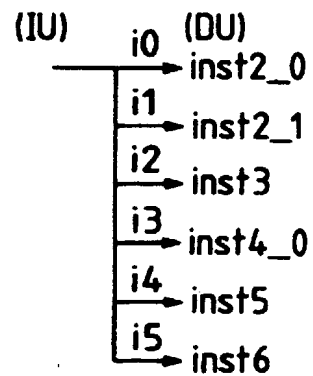 (IU) (DU)
i0 inst2_0
i1 inst2_1
i2 inst3
i3 inst4_0
i4 inst5
i5 inst6